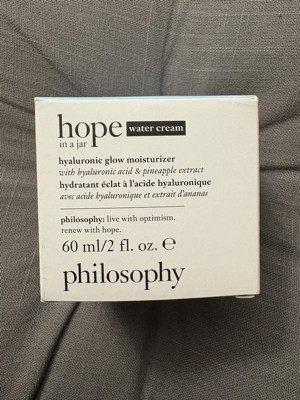 hope water cream
in a jar
hyaluronic glow moisturizer
with hyaluronic acid & pineapple extract
hydratant éclat à l'acide hyaluronique
avec acide hyaluronique et extrait d'ananas
philosophy: live with optimism.
renew with hope.
60 ml/2 fl. oz. ℮
philosophy